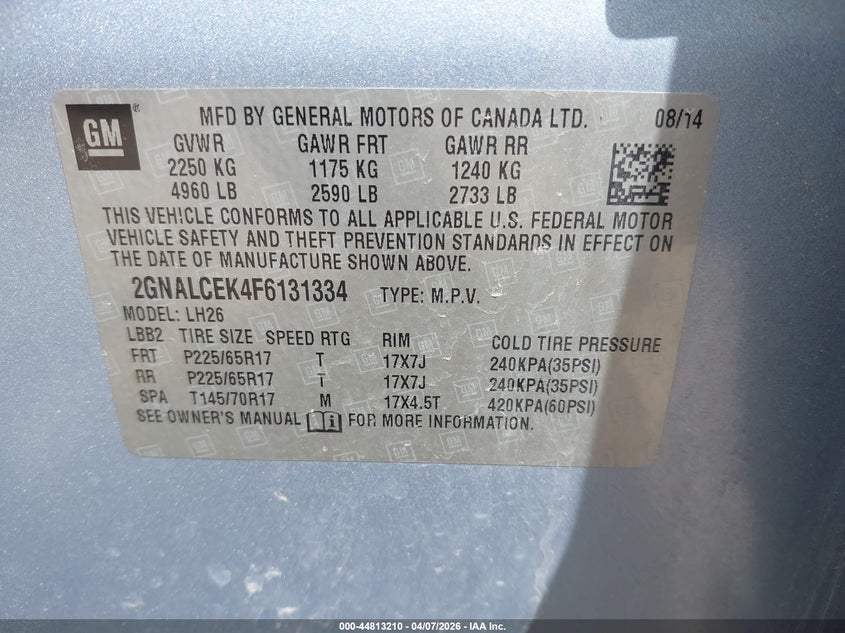 GM ® MFD BY GENERAL MOTORS OF CANADA LTD. 08/14
GVWR GAWR FRT GAWR RR
2250 KG 1175 KG 1240 KG
4960 LB 2590 LB 2733 LB
THIS VEHICLE CONFORMS TO ALL APPLICABLE U.S. FEDERAL MOTOR
VEHICLE SAFETY AND THEFT PREVENTION STANDARDS IN EFFECT ON
THE DATE OF MANUFACTURE SHOWN ABOVE.
2GNALCEK4F6131334 TYPE: M.P.V.
MODEL: LH26
LBB2 TIRE SIZE SPEED RTG RIM COLD TIRE PRESSURE
FRT P225/65R17 T 17X7J 240KPA(35PSI)
RR P225/65R17 T 17X7J 240KPA(35PSI)
SPA T145/70R17 M 17X4.5T 420KPA(60PSI)
SEE OWNER'S MANUAL FOR MORE INFORMATION.
000-44813210 - 04/07/2026 - IAA Inc.